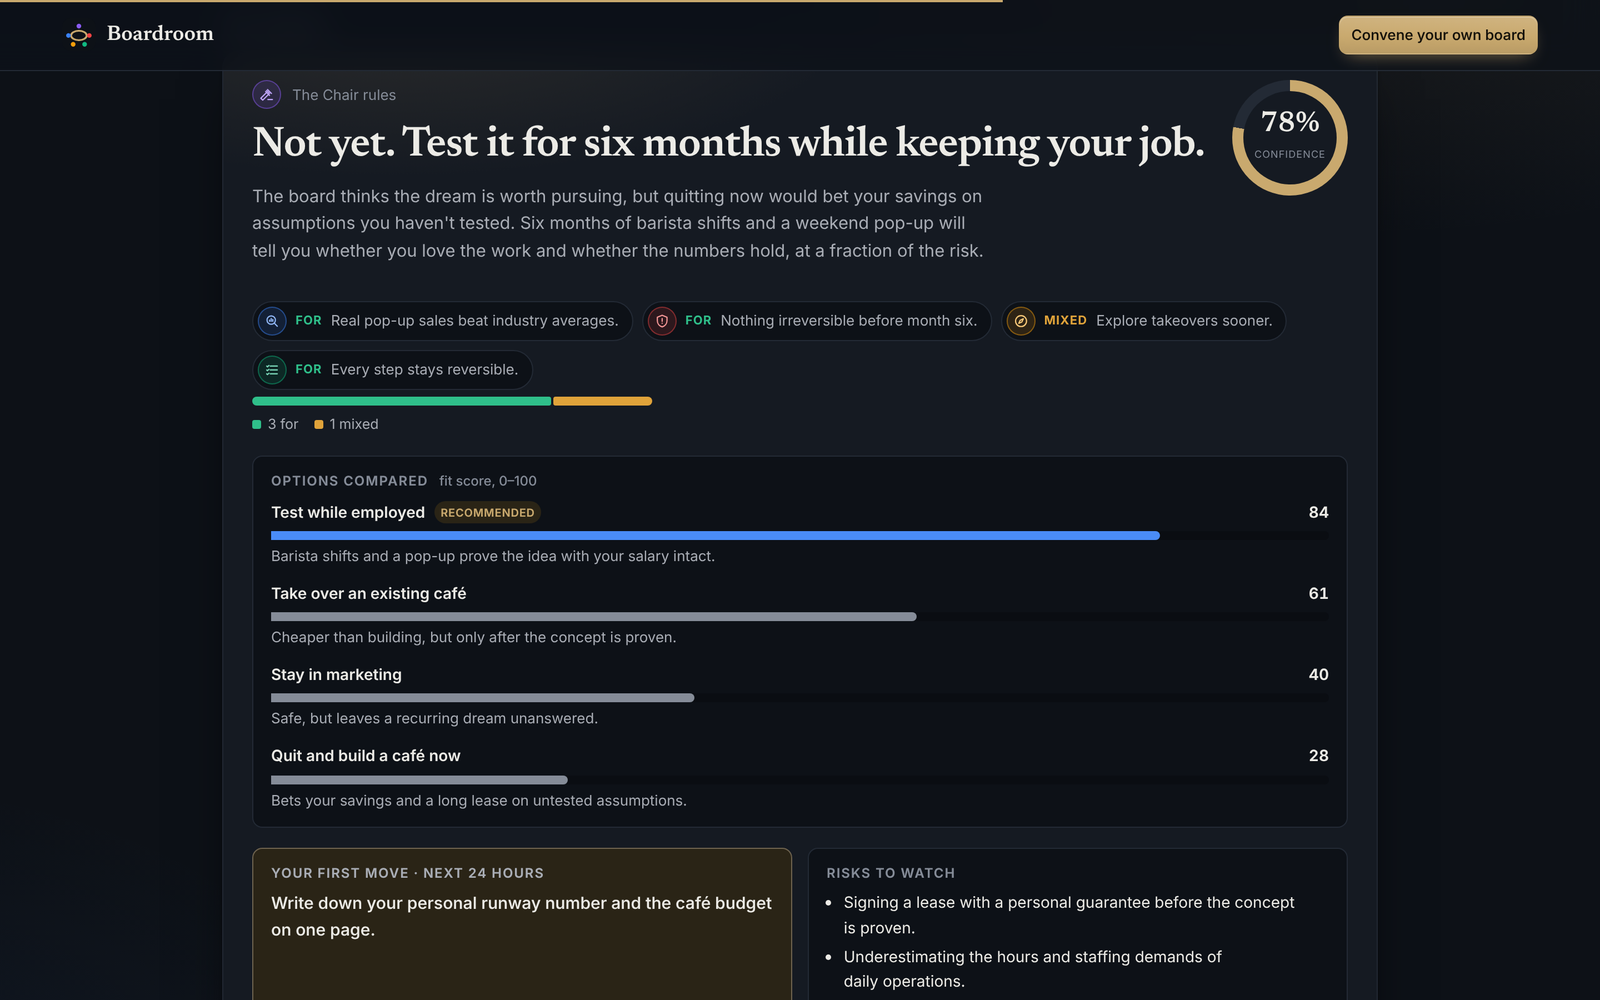 Boardroom
Convene your own board
The Chair rules
Not yet. Test it for six months while keeping your job.
78%
CONFIDENCE
The board thinks the dream is worth pursuing, but quitting now would bet your savings on
assumptions you haven't tested. Six months of barista shifts and a weekend pop-up will
tell you whether you love the work and whether the numbers hold, at a fraction of the risk.
FOR Real pop-up sales beat industry averages.
FOR Nothing irreversible before month six.
MIXED Explore takeovers sooner.
FOR Every step stays reversible.
3 for
1 mixed
OPTIONS COMPARED fit score, 0–100
Test while employed RECOMMENDED 84
Barista shifts and a pop-up prove the idea with your salary intact.
Take over an existing café 61
Cheaper than building, but only after the concept is proven.
Stay in marketing 40
Safe, but leaves a recurring dream unanswered.
Quit and build a café now 28
Bets your savings and a long lease on untested assumptions.
YOUR FIRST MOVE · NEXT 24 HOURS
Write down your personal runway number and the café budget
on one page.
RISKS TO WATCH
• Signing a lease with a personal guarantee before the concept
is proven.
• Underestimating the hours and staffing demands of
daily operations.